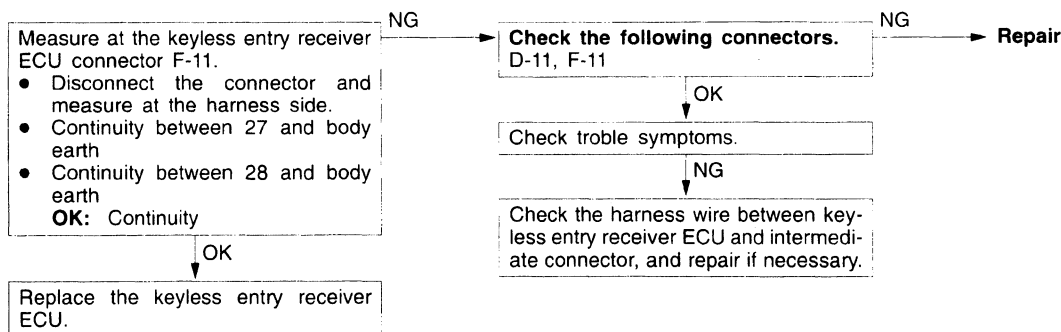 Measure at the keyless entry receiver
ECU connector F-11.
● Disconnect the connector and
measure at the harness side.
● Continuity between 27 and body
earth
● Continuity between 28 and body
earth
OK: Continuity
OK
Replace the keyless entry receiver
ECU.
NG
Check the following connectors.
D-11, F-11
NG
Repair
OK
Check troble symptoms.
NG
Check the harness wire between key-
less entry receiver ECU and intermedi-
ate connector, and repair if necessary.